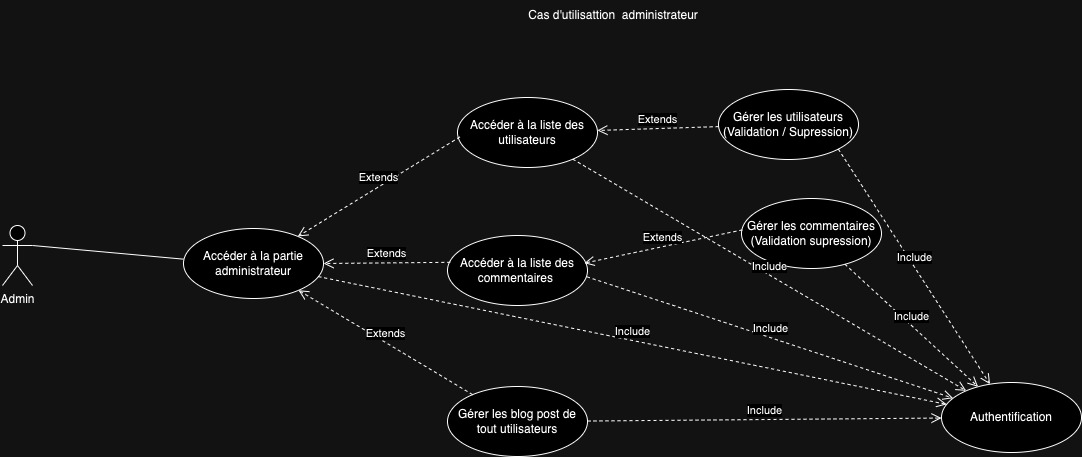 Cas d'utilisattion  administrateur
Gérer les utilisateurs
(Validation / Supression)
Extends
Accéder à la liste des
utilisateurs
Extends
Gérer les commentaires
(Validation supression)
Extends
Include
Include
Accéder à la partie
administrateur
Extends
Accéder à la liste des
commentaires
Admin
Include
Include
Include
Extends
Gérer les blog post de
tout utilisateurs
Include
Authentification